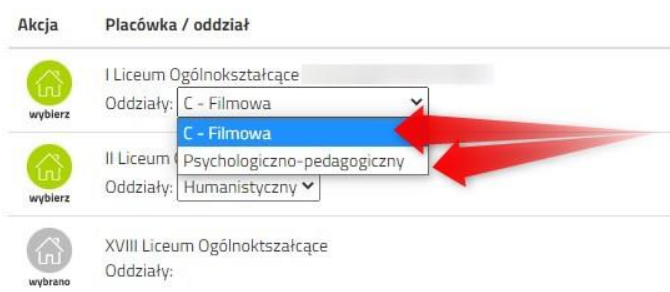 Akcja Placówka / oddział
I Liceum Ogólnokształcące
wybierz Oddziały: C - Filmowa
C - Filmowa
Psychologiczno-pedagogiczny
II Liceum
wybierz Oddziały: Humanistyczny
XVIII Liceum Ogólnoktszałcące
wybrano Oddziały: